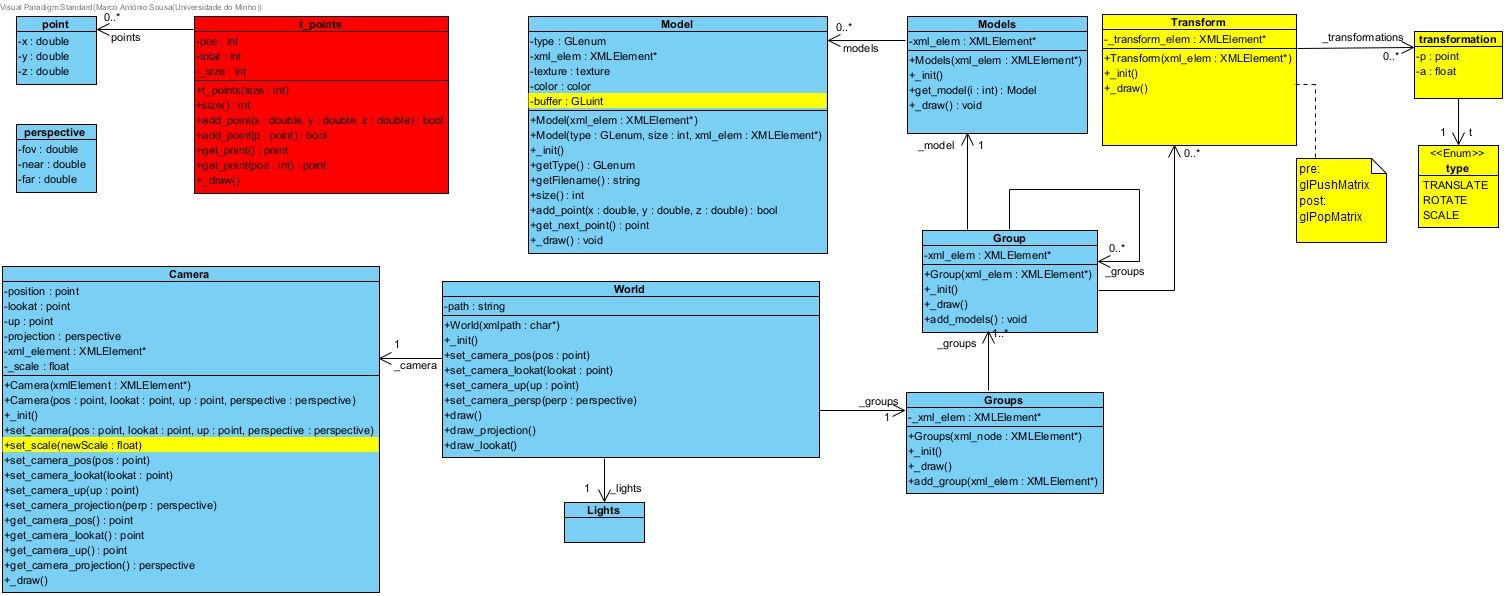 Visual Paradigm Standard(Marco António Sousa(Universidade do Minho))
point
-x : double
-y : double
-z : double
0..*
points
t_points
-pos : int
-total : int
-_size : int
+t_points(size : int)
+size() : int
+add_point(x : double, y : double, z : double) : bool
+add_point(p : point) : bool
+get_point() : point
+get_point(pos : int) : point
+_draw()
perspective
-fov : double
-near : double
-far : double
Model
-type : GLenum
-xml_elem : XMLElement*
-texture : texture
-color : color
-buffer : GLuint
+Model(xml_elem : XMLElement*)
+Model(type : GLenum, size : int, xml_elem : XMLElement*)
+_init()
+getType() : GLenum
+getFilename() : string
+size() : int
+add_point(x : double, y : double, z : double) : bool
+get_next_point() : point
+_draw() : void
0..*
models
Models
-xml_elem : XMLElement*
+Models(xml_elem : XMLElement*)
+_init()
+get_model(i : int) : Model
+_draw() : void
Transform
-_transform_elem : XMLElement*
+Transform(xml_elem : XMLElement*)
+_init()
+_draw()
_transformations
0..*
transformation
-p : point
-a : float
1
t
<<Enum>>
type
TRANSLATE
ROTATE
SCALE
pre:
glPushMatrix
post:
glPopMatrix
_model
1
0..*
Group
-xml_elem : XMLElement*
+Group(xml_elem : XMLElement*)
+_init()
+_draw()
+add_models() : void
0..*
_groups
1..*
_groups
Camera
-position : point
-lookat : point
-up : point
-projection : perspective
-xml_element : XMLElement*
-_scale : float
+Camera(xmlElement : XMLElement*)
+Camera(pos : point, lookat : point, up : point, perspective : perspective)
+_init()
+set_camera(pos : point, lookat : point, up : point, perspective : perspective)
+set_scale(newScale : float)
+set_camera_pos(pos : point)
+set_camera_lookat(lookat : point)
+set_camera_up(up : point)
+set_camera_projection(perp : perspective)
+get_camera_pos() : point
+get_camera_lookat() : point
+get_camera_up() : point
+get_camera_projection() : perspective
+_draw()
1
_camera
World
-path : string
+World(xmlpath : char*)
+_init()
+set_camera_pos(pos : point)
+set_camera_lookat(lookat : point)
+set_camera_up(up : point)
+set_camera_persp(perp : perspective)
+draw()
+draw_projection()
+draw_lookat()
_groups
1
Groups
-_xml_elem : XMLElement*
+Groups(xml_node : XMLElement*)
+_init()
+_draw()
+add_group(xml_elem : XMLElement*)
1
_lights
Lights